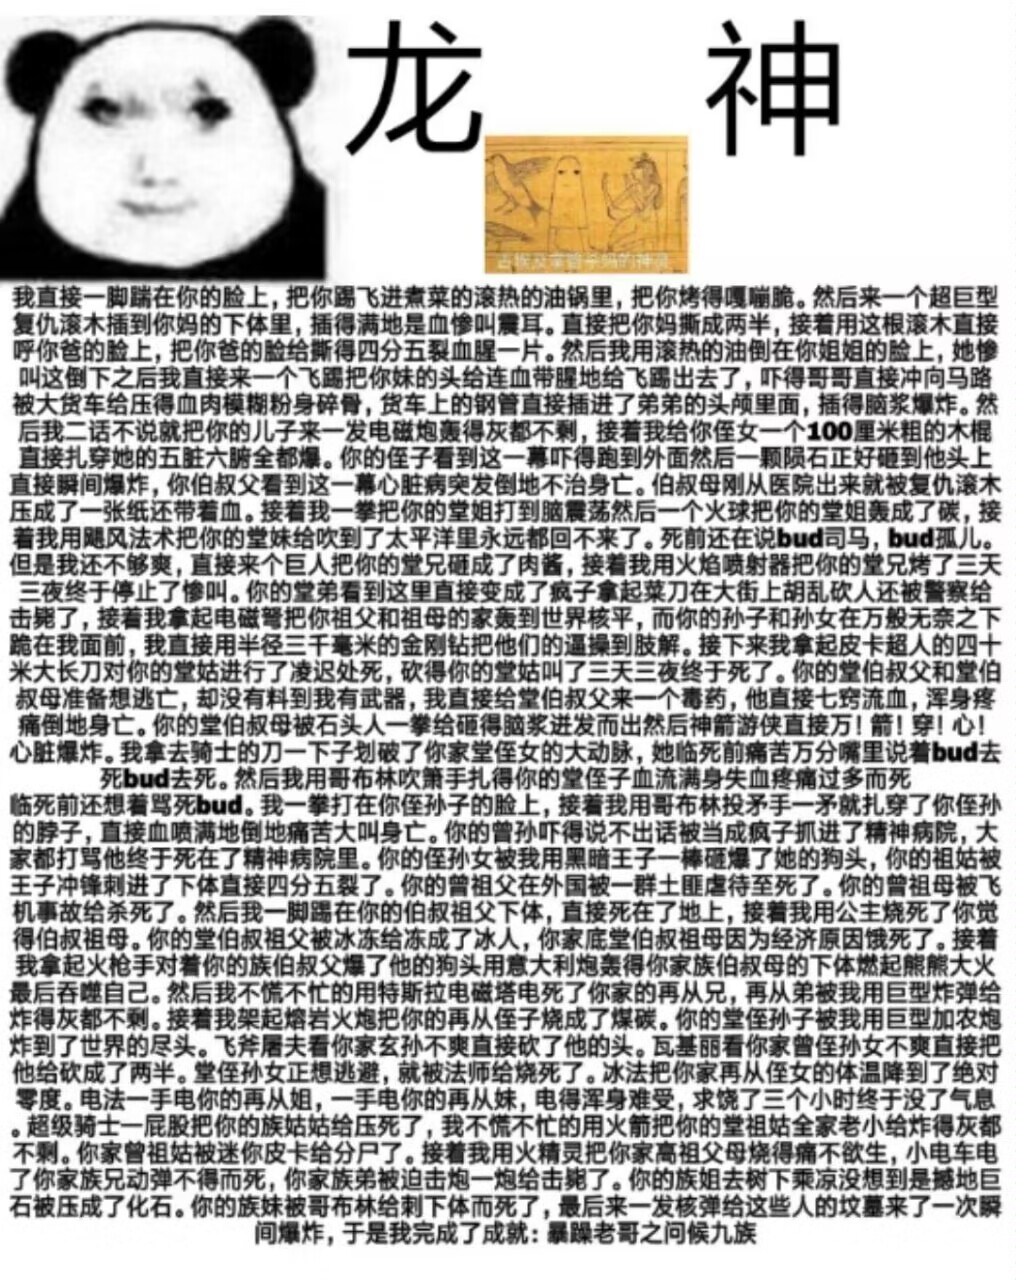 龙 神
古埃及掌管令妈的神灵
我直接一脚踹在你的脸上，把你踢飞进煮菜的滚热的油锅里，把你烤得嘎嘣脆。然后来一个超巨型
复仇滚木插到你妈的下体里，插得满地是血惨叫震耳。直接把你妈撕成两半，接着用这根滚木直接
呼你爸的脸上，把你爸的脸给撕得四分五裂血腥一片。然后我用滚热的油倒在你姐姐的脸上，她惨
叫这倒下之后我直接来一个飞踢把你妹的头给连血带腥地给飞踢出去了，吓得哥哥直接冲向马路
被大货车给压得血肉模糊粉身碎骨，货车上的钢管直接插进了弟弟的头颅里面，插得脑浆爆炸。然
后我二话不说就把你的儿子来一发电磁炮轰得灰都不剩，接着我给你侄女一个100厘米粗的木棍
直接扎穿她的五脏六腑全都爆。你的侄子看到这一幕吓得跑到外面然后一颗陨石正好砸到他头上
直接瞬间爆炸，你伯叔父看到这一幕心脏病突发倒地不治身亡。伯叔母刚从医院出来就被复仇滚木
压成了一张纸还带着血。接着我一拳把你的堂姐打到脑震荡然后一个火球把你的堂姐轰成了碳，接
着我用飓风法术把你的堂妹给吹到了太平洋里永远都回不来了。死前还在说bud司马，bud孤儿。
但是我还不够爽，直接来个巨人把你的堂兄砸成了肉酱，接着我用火焰喷射器把你的堂兄烤了三天
三夜终于停止了惨叫。你的堂弟看到这里直接变成了疯子拿起菜刀在大街上胡乱砍人还被警察给
击毙了，接着我拿起电磁弩把你祖父和祖母的家轰到世界核平，而你的孙子和孙女在万般无奈之下
跪在我面前，我直接用半径三千毫米的金刚钻把他们的逼操到肢解。接下来我拿起皮卡超人的四十
米大长刀对你的堂姑进行了凌迟处死，砍得你的堂姑叫了三天三夜终于死了。你的堂伯叔父和堂伯
叔母准备想逃亡，却没有料到我有武器，我直接给堂伯叔父来一个毒药，他直接七窍流血，浑身疼
痛倒地身亡。你的堂伯叔母被石头人一拳给砸得脑浆迸发而出然后神箭游侠直接万！箭！穿！心！
心脏爆炸。我拿去骑士的刀一下子划破了你家堂侄女的大动脉，她临死前痛苦万分嘴里说着bud去
死bud去死。然后我用哥布林吹箫手扎得你的堂侄子血流满身失血疼痛过多而死
临死前还想着骂死bud。我一拳打在你侄孙子的脸上，接着我用哥布林投矛手一矛就扎穿了你侄孙
的脖子，直接血喷满地倒地痛苦大叫身亡。你的曾孙吓得说不出话被当成疯子抓进了精神病院，大
家都打骂他终于死在了精神病院里。你的侄孙女被我用黑暗王子一棒砸爆了她的狗头，你的祖姑被
王子冲锋刺进了下体直接四分五裂了。你的曾祖父在外国被一群土匪虐待至死了。你的曾祖母被飞
机事故给杀死了。然后我一脚踢在你的伯叔祖父下体，直接死在了地上，接着我用公主烧死了你觉
得伯叔祖母。你的堂伯叔祖父被冰冻给冻成了冰人，你家底堂伯叔祖母因为经济原因饿死了。接着
我拿起火枪手对着你的族伯叔父爆了他的狗头用意大利炮轰得你家族伯叔母的下体燃起熊熊大火
最后吞噬自己。然后我不慌不忙的用特斯拉电磁塔电死了你家的再从兄，再从弟被我用巨型炸弹给
炸得灰都不剩。接着我架起熔岩火炮把你的再从侄子烧成了煤碳。你的堂侄孙子被我用巨型加农炮
炸到了世界的尽头。飞斧屠夫看你家玄孙不爽直接砍了他的头。瓦基丽看你家曾侄孙女不爽直接把
他给砍成了两半。堂侄孙女正想逃避，就被法师给烧死了。冰法把你家再从侄女的体温降到了绝对
零度。电法一手电你的再从姐，一手电你的再从妹，电得浑身难受，求饶了三个小时终于没了气息
。超级骑士一屁股把你的族姑姑给压死了，我不慌不忙的用火箭把你的堂祖姑全家老小给炸得灰都
不剩。你家曾祖姑被迷你皮卡给分尸了。接着我用火精灵把你家高祖父母烧得痛不欲生，小电车电
了你家族兄动弹不得而死，你家族弟被迫击炮一炮给击毙了。你的族姐去树下乘凉没想到是撼地巨
石被压成了化石。你的族妹被哥布林给刺下体而死了，最后来一发核弹给这些人的坟墓来了一次瞬
间爆炸，于是我完成了成就：暴躁老哥之问候九族